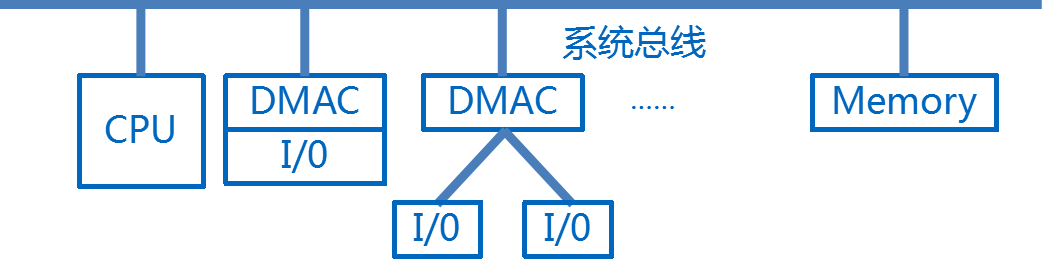 系统总线
CPU
DMAC
I/0
DMAC
......
Memory
I/0
I/0